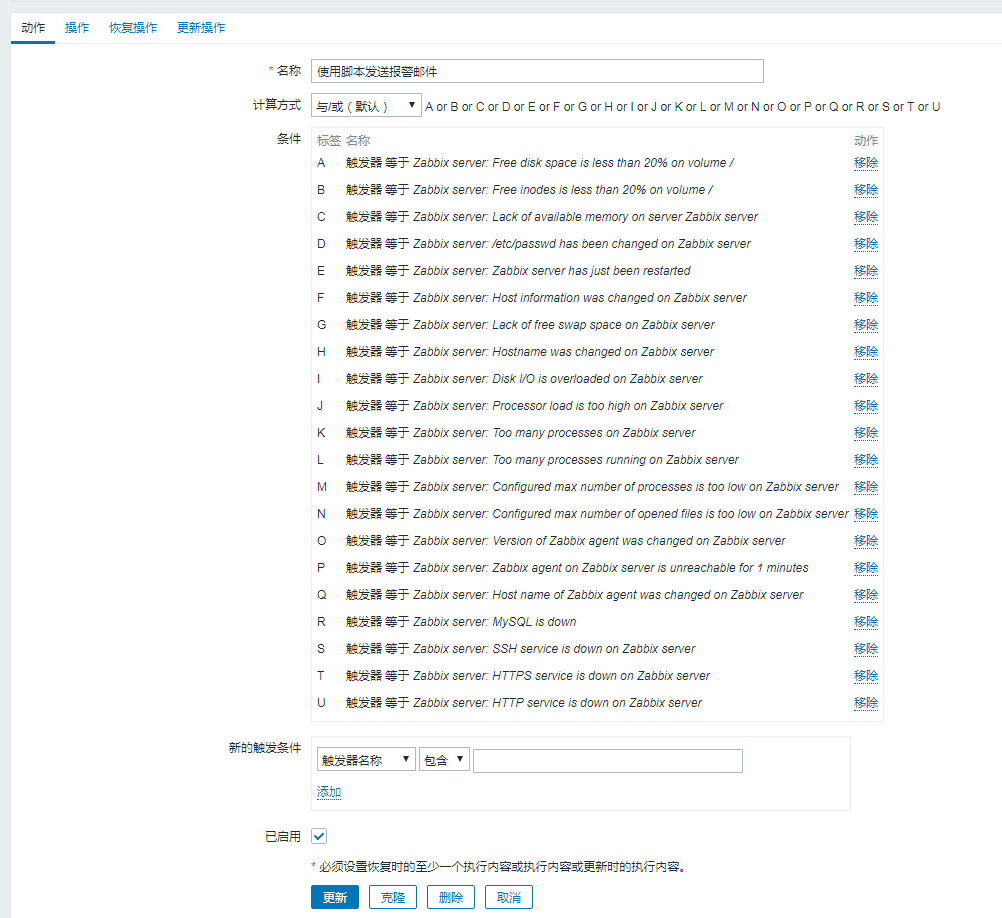 动作 操作 恢复操作 更新操作
* 名称 使用脚本发送报警邮件
计算方式 与/或（默认） A or B or C or D or E or F or G or H or I or J or K or L or M or N or O or P or Q or R or S or T or U
条件 标签 名称 动作
A 触发器 等于 Zabbix server: Free disk space is less than 20% on volume / 移除
B 触发器 等于 Zabbix server: Free inodes is less than 20% on volume / 移除
C 触发器 等于 Zabbix server: Lack of available memory on server Zabbix server 移除
D 触发器 等于 Zabbix server: /etc/passwd has been changed on Zabbix server 移除
E 触发器 等于 Zabbix server: Zabbix server has just been restarted 移除
F 触发器 等于 Zabbix server: Host information was changed on Zabbix server 移除
G 触发器 等于 Zabbix server: Lack of free swap space on Zabbix server 移除
H 触发器 等于 Zabbix server: Hostname was changed on Zabbix server 移除
I 触发器 等于 Zabbix server: Disk I/O is overloaded on Zabbix server 移除
J 触发器 等于 Zabbix server: Processor load is too high on Zabbix server 移除
K 触发器 等于 Zabbix server: Too many processes on Zabbix server 移除
L 触发器 等于 Zabbix server: Too many processes running on Zabbix server 移除
M 触发器 等于 Zabbix server: Configured max number of processes is too low on Zabbix server 移除
N 触发器 等于 Zabbix server: Configured max number of opened files is too low on Zabbix server 移除
O 触发器 等于 Zabbix server: Version of Zabbix agent was changed on Zabbix server 移除
P 触发器 等于 Zabbix server: Zabbix agent on Zabbix server is unreachable for 1 minutes 移除
Q 触发器 等于 Zabbix server: Host name of Zabbix agent was changed on Zabbix server 移除
R 触发器 等于 Zabbix server: MySQL is down 移除
S 触发器 等于 Zabbix server: SSH service is down on Zabbix server 移除
T 触发器 等于 Zabbix server: HTTPS service is down on Zabbix server 移除
U 触发器 等于 Zabbix server: HTTP service is down on Zabbix server 移除
新的触发条件 触发器名称 包含
添加
已启用
* 必须设置恢复时的至少一个执行内容或执行内容或更新时的执行内容。
更新 克隆 删除 取消